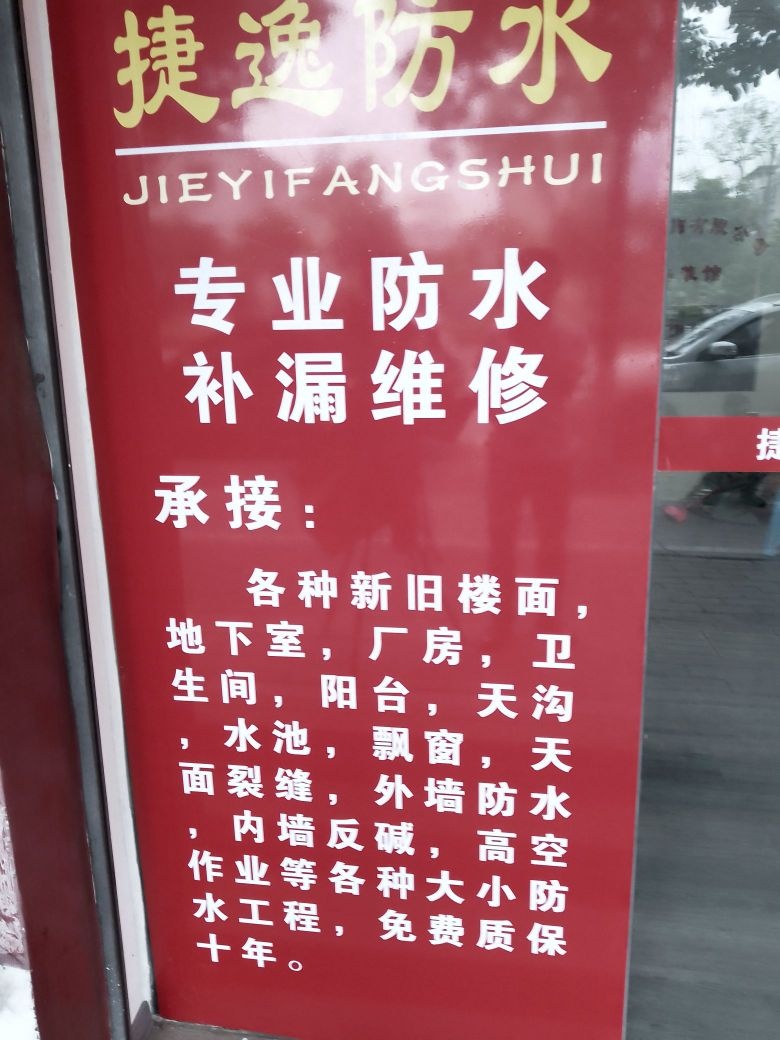 捷逸防水
JIEYIFANGSHUI
专业防水
补漏维修
承接：
各种新旧楼面，
地下室，厂房，卫
生间，阳台，天沟
，水池，飘窗，天
面裂缝，外墙防水
，内墙反碱，高空
作业等各种大小防
水工程，免费质保
十年。
捷